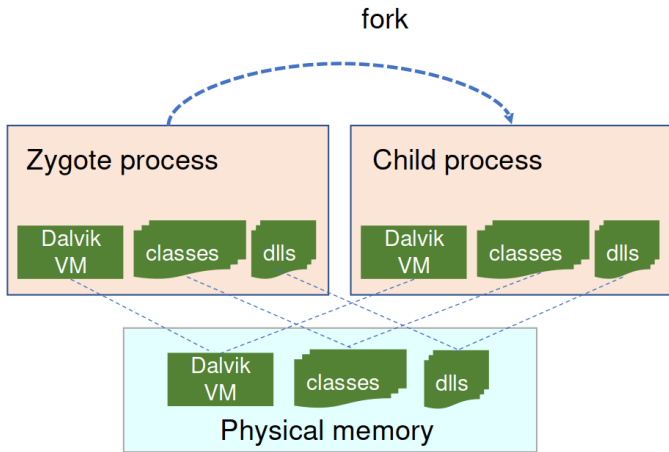 fork
Zygote process
Child process
Dalvik
VM
classes
dlls
Dalvik
VM
classes
dlls
Dalvik
VM
classes
dlls
Physical memory